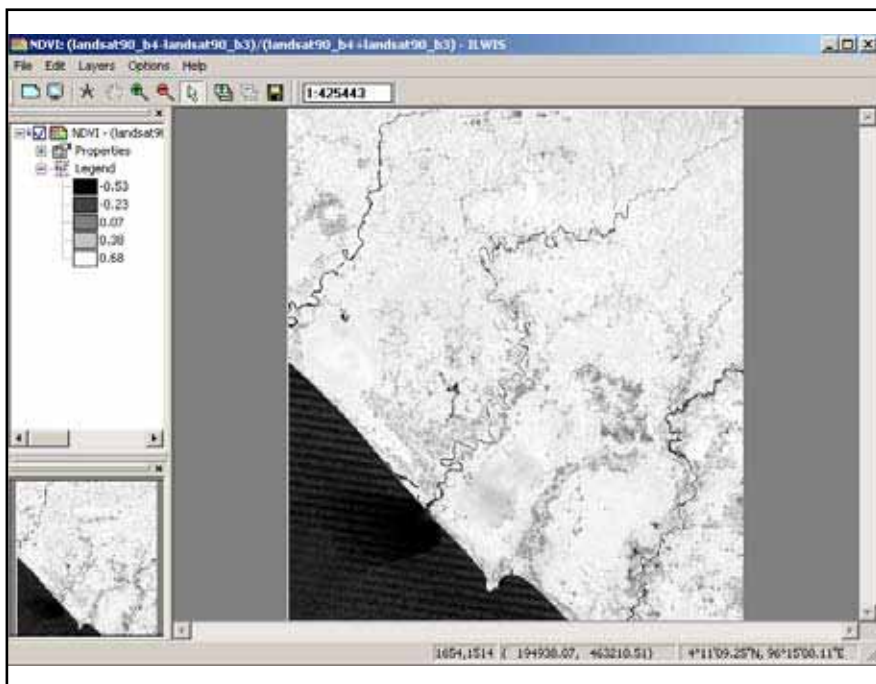 NDVI: (landsat90_b4-landsat90_b3)/(landsat90_b4+landsat90_b3) - ILWIS
File Edit Layers Options Help
1:425443
NDVI - (landsat9
Properties
Legend
-0.53
-0.23
0.07
0.38
0.68
1654,1514 ( 194938.07, 463210.51) 4°11'09.25"N, 96°15'00.11"E